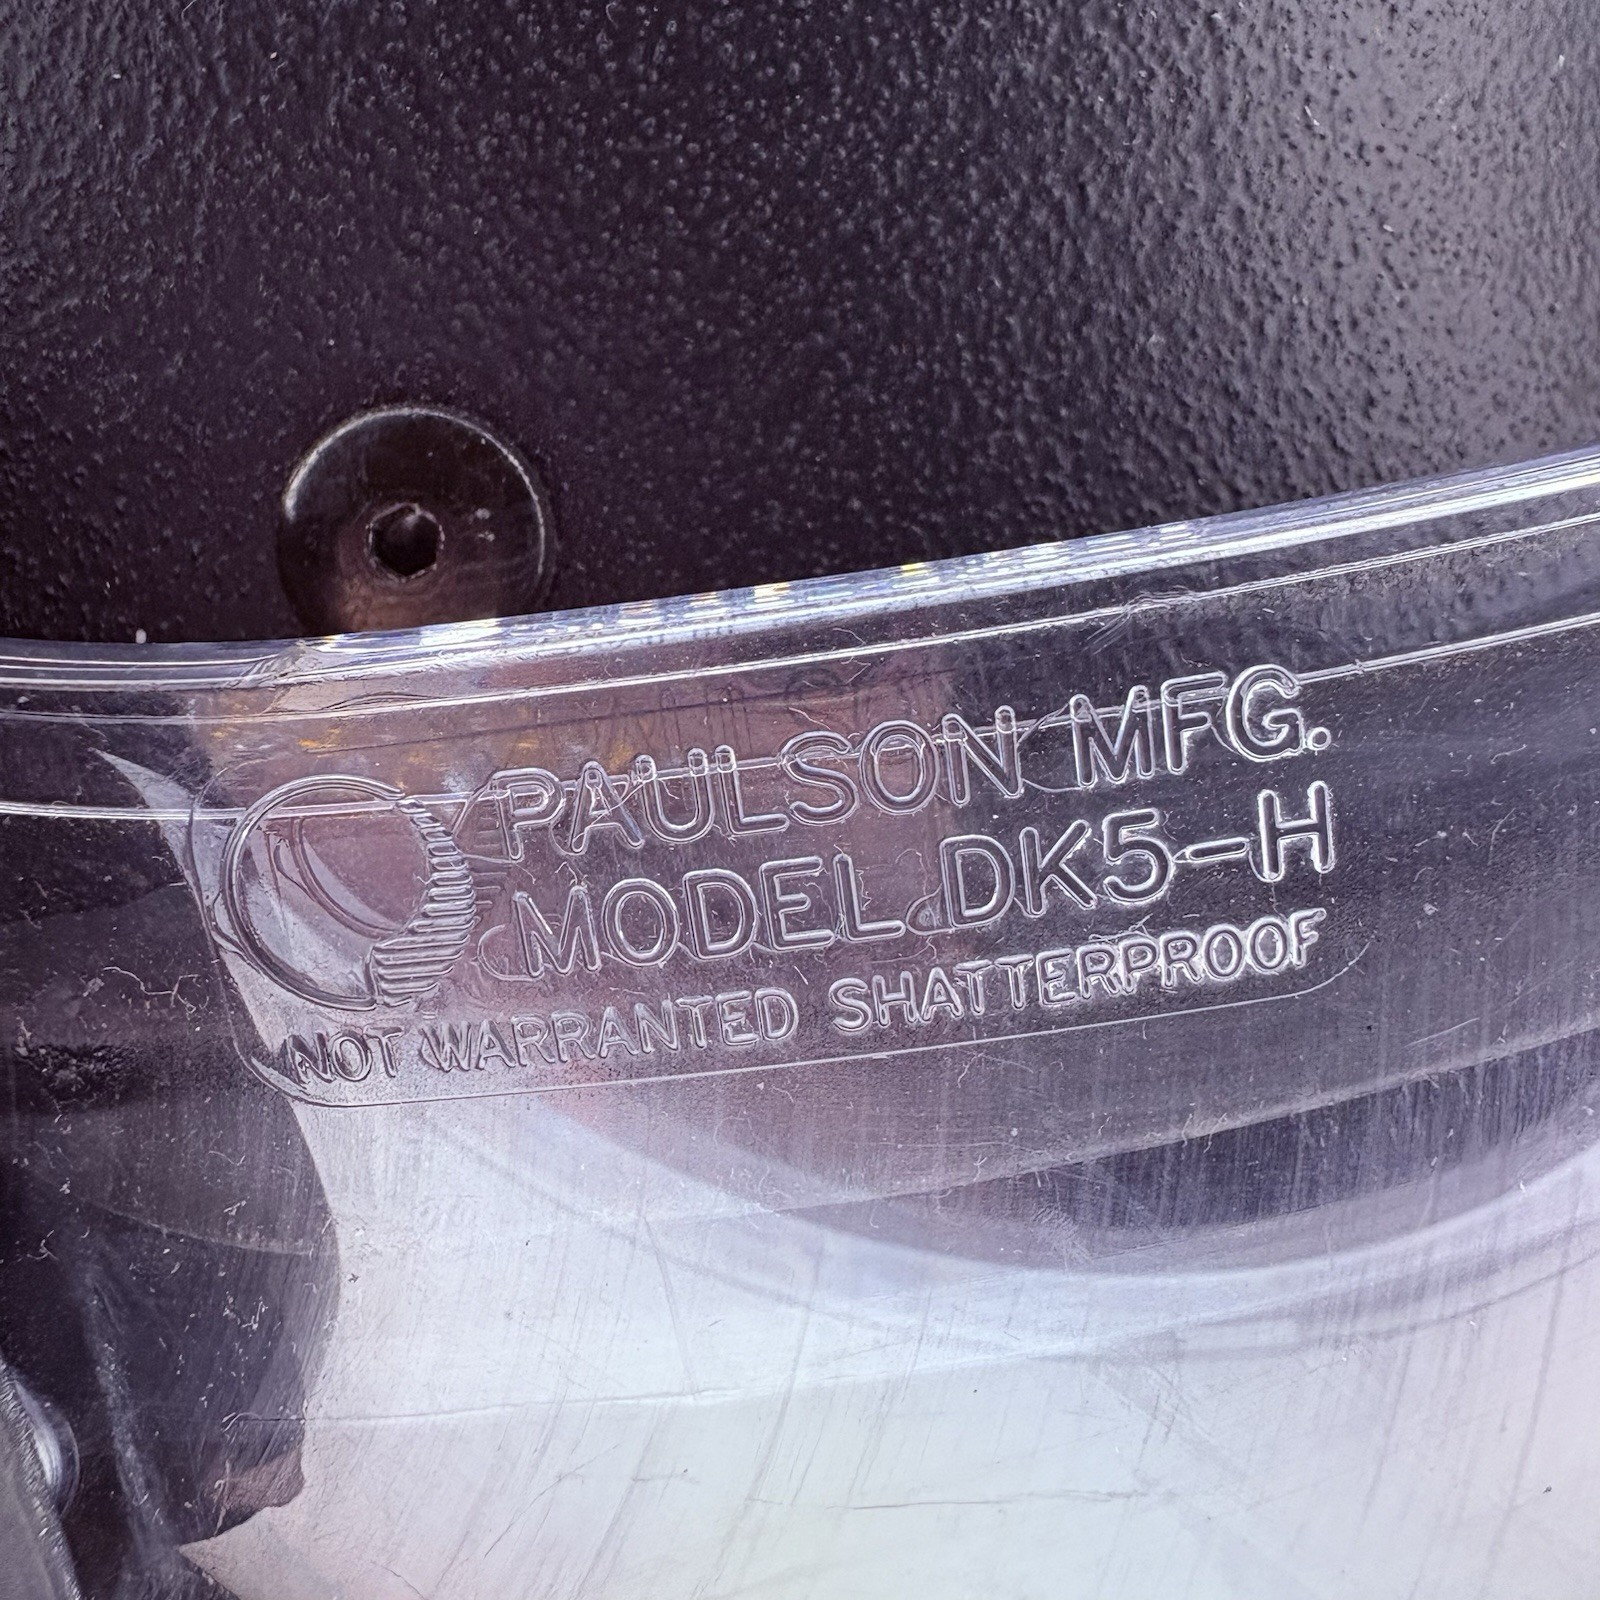 PAULSON MFG.
MODEL DK5-H
NOT WARRANTED SHATTERPROOF